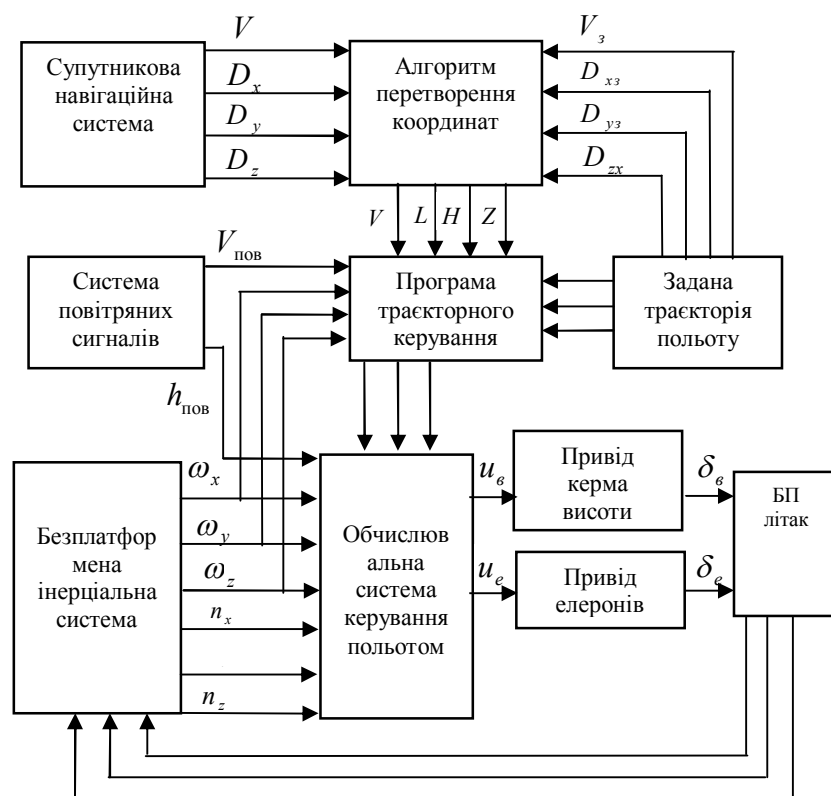 V
V з
Супутникова
навігаційна
система
Алгоритм
перетворення
координат
D x
D xз
D y
D yз
D z
D zx
V
L
H
Z
V пов
Система
повітряних
сигналів
Програма
траєкторного
керування
Задана
траєкторія
польоту
h пов
ω x
ω y
ω z
n x
n z
Безплатфор
мена
інерціальна
система
Обчислюв
альна
система
керування
польотом
u в
Привід
керма
висоти
δ в
БП
літак
u е
Привід
елеронів
δ е